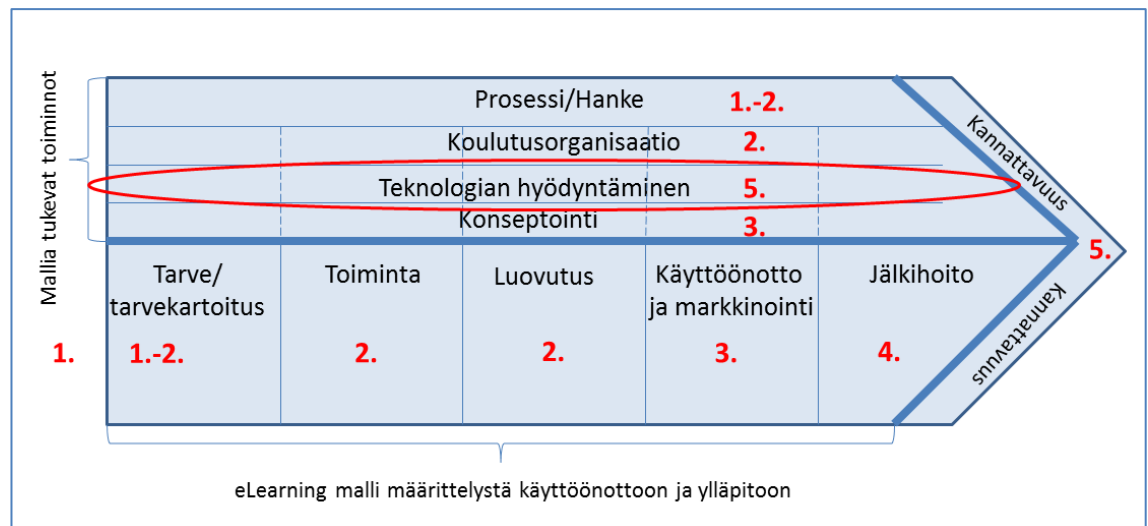 Mallia tukevat toiminnot
Prosessi/Hanke 1.-2.
Koulutusorganisaatio 2.
Teknologian hyödyntäminen 5.
Konseptointi 3.
Kannattavuus
5.
Kannattavuus
1.
Tarve/
tarvekartoitus
1.-2.
Toiminta
2.
Luovutus
2.
Käyttöönotto
ja markkinointi
3.
Jälkihoito
4.
eLearning malli määrittelystä käyttöönottoon ja ylläpitoon